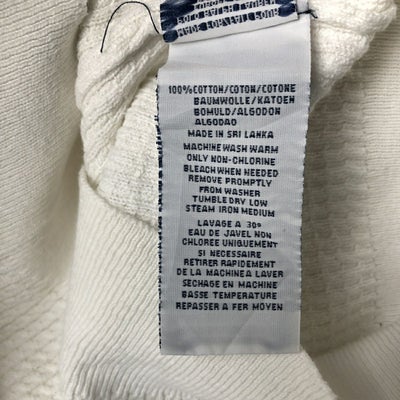 100% COTTON/COTON/COTONE
BAUMWOLLE/KATOEN
BOMULD/ALGODON
ALGODAO
MADE IN SRI LANKA
MACHINE WASH WARM
ONLY NON-CHLORINE
BLEACH WHEN NEEDED
REMOVE PROMPTLY
FROM WASHER
TUMBLE DRY LOW
STEAM IRON MEDIUM
LAVAGE A 30°
EAU DE JAVEL NON
CHLOREE UNIQUEMENT
SI NECESSAIRE
RETIRER RAPIDEMENT
DE LA MACHINE A LAVER
SECHAGE EN MACHINE
BASSE TEMPERATURE
REPASSER A FER MOYEN